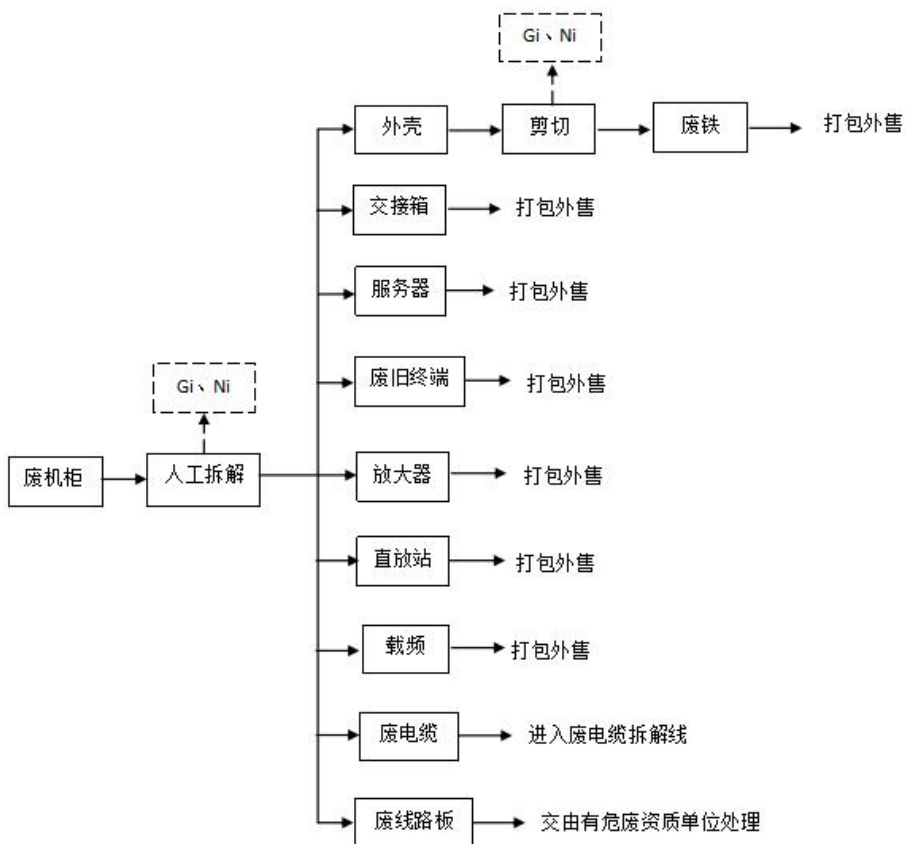 Gi、Ni
外壳
剪切
废铁
打包外售
交接箱
打包外售
服务器
打包外售
废旧终端
打包外售
Gi、Ni
废机柜
人工拆解
放大器
打包外售
直放站
打包外售
载频
打包外售
废电缆
进入废电缆拆解线
废线路板
交由有危废资质单位处理